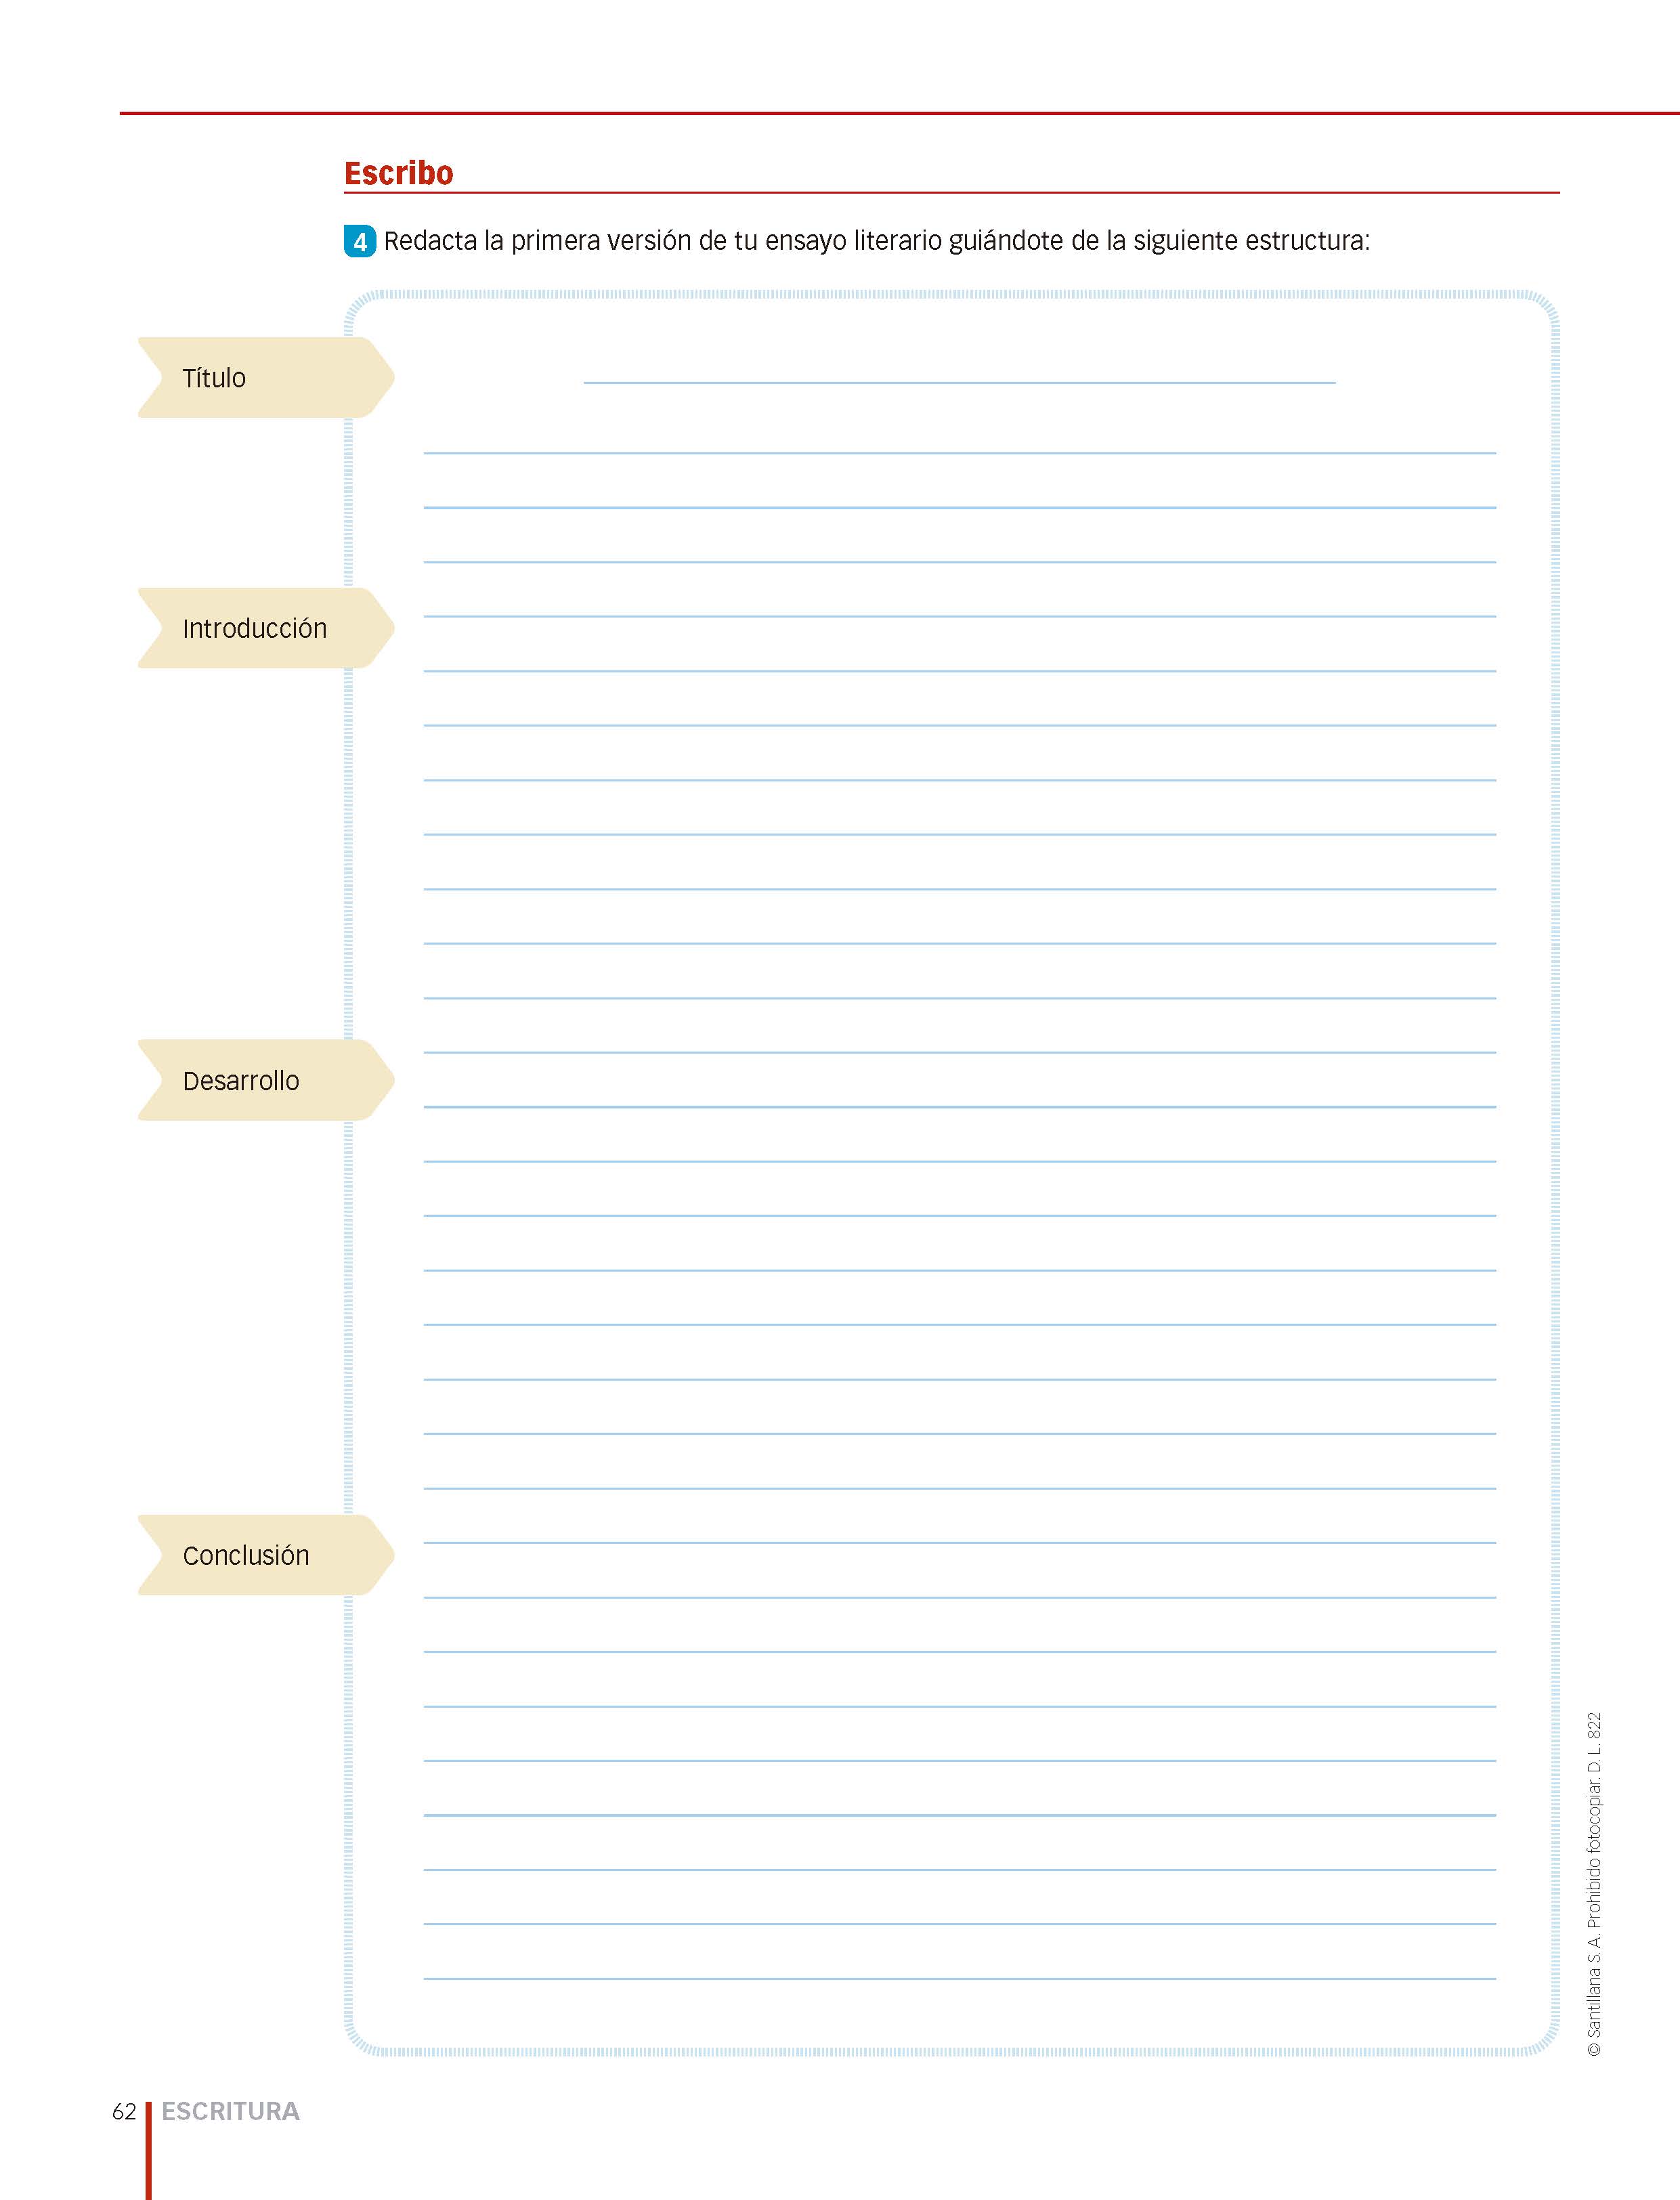 Escribo
4 Redacta la primera versión de tu ensayo literario guiándote de la siguiente estructura:
Título
Introducción
Desarrollo
Conclusión
© Santillana S. A. Prohibido fotocopiar. D. L. 822
62 ESCRITURA